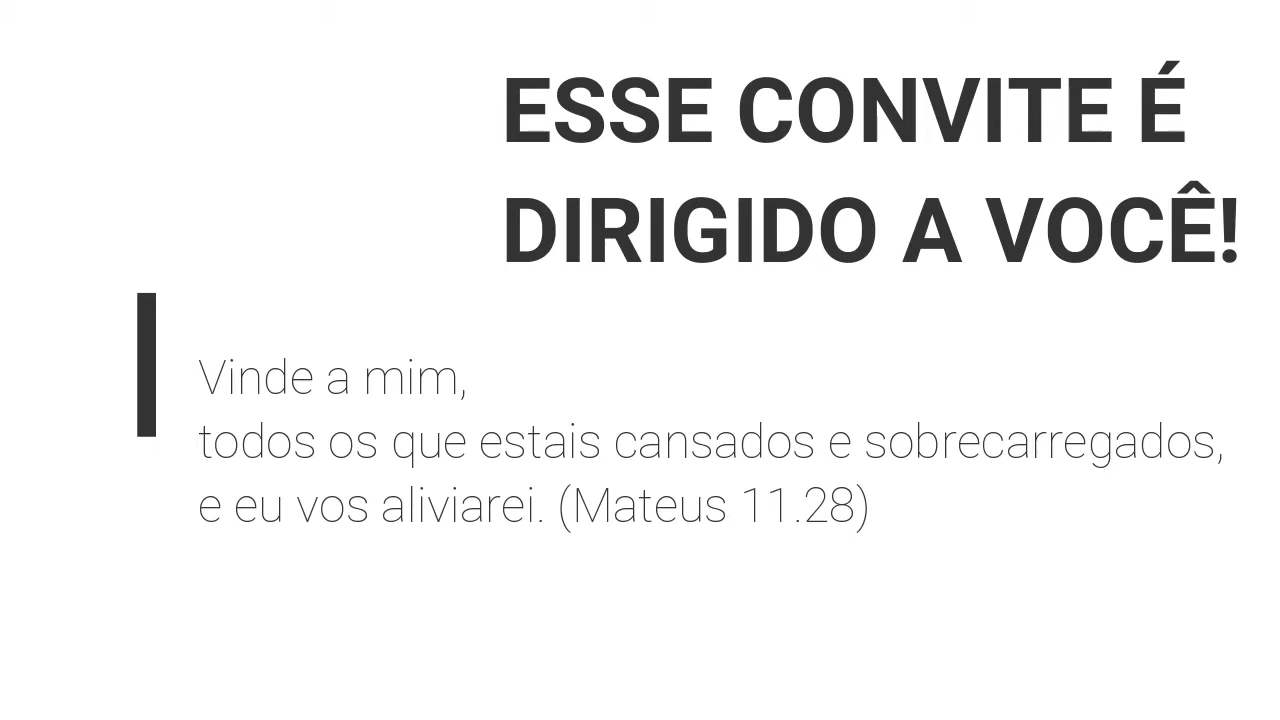 ESSE CONVITE É
DIRIGIDO A VOCÊ!
Vinde a mim,
todos os que estais cansados e sobrecarregados,
e eu vos aliviarei. (Mateus 11.28)